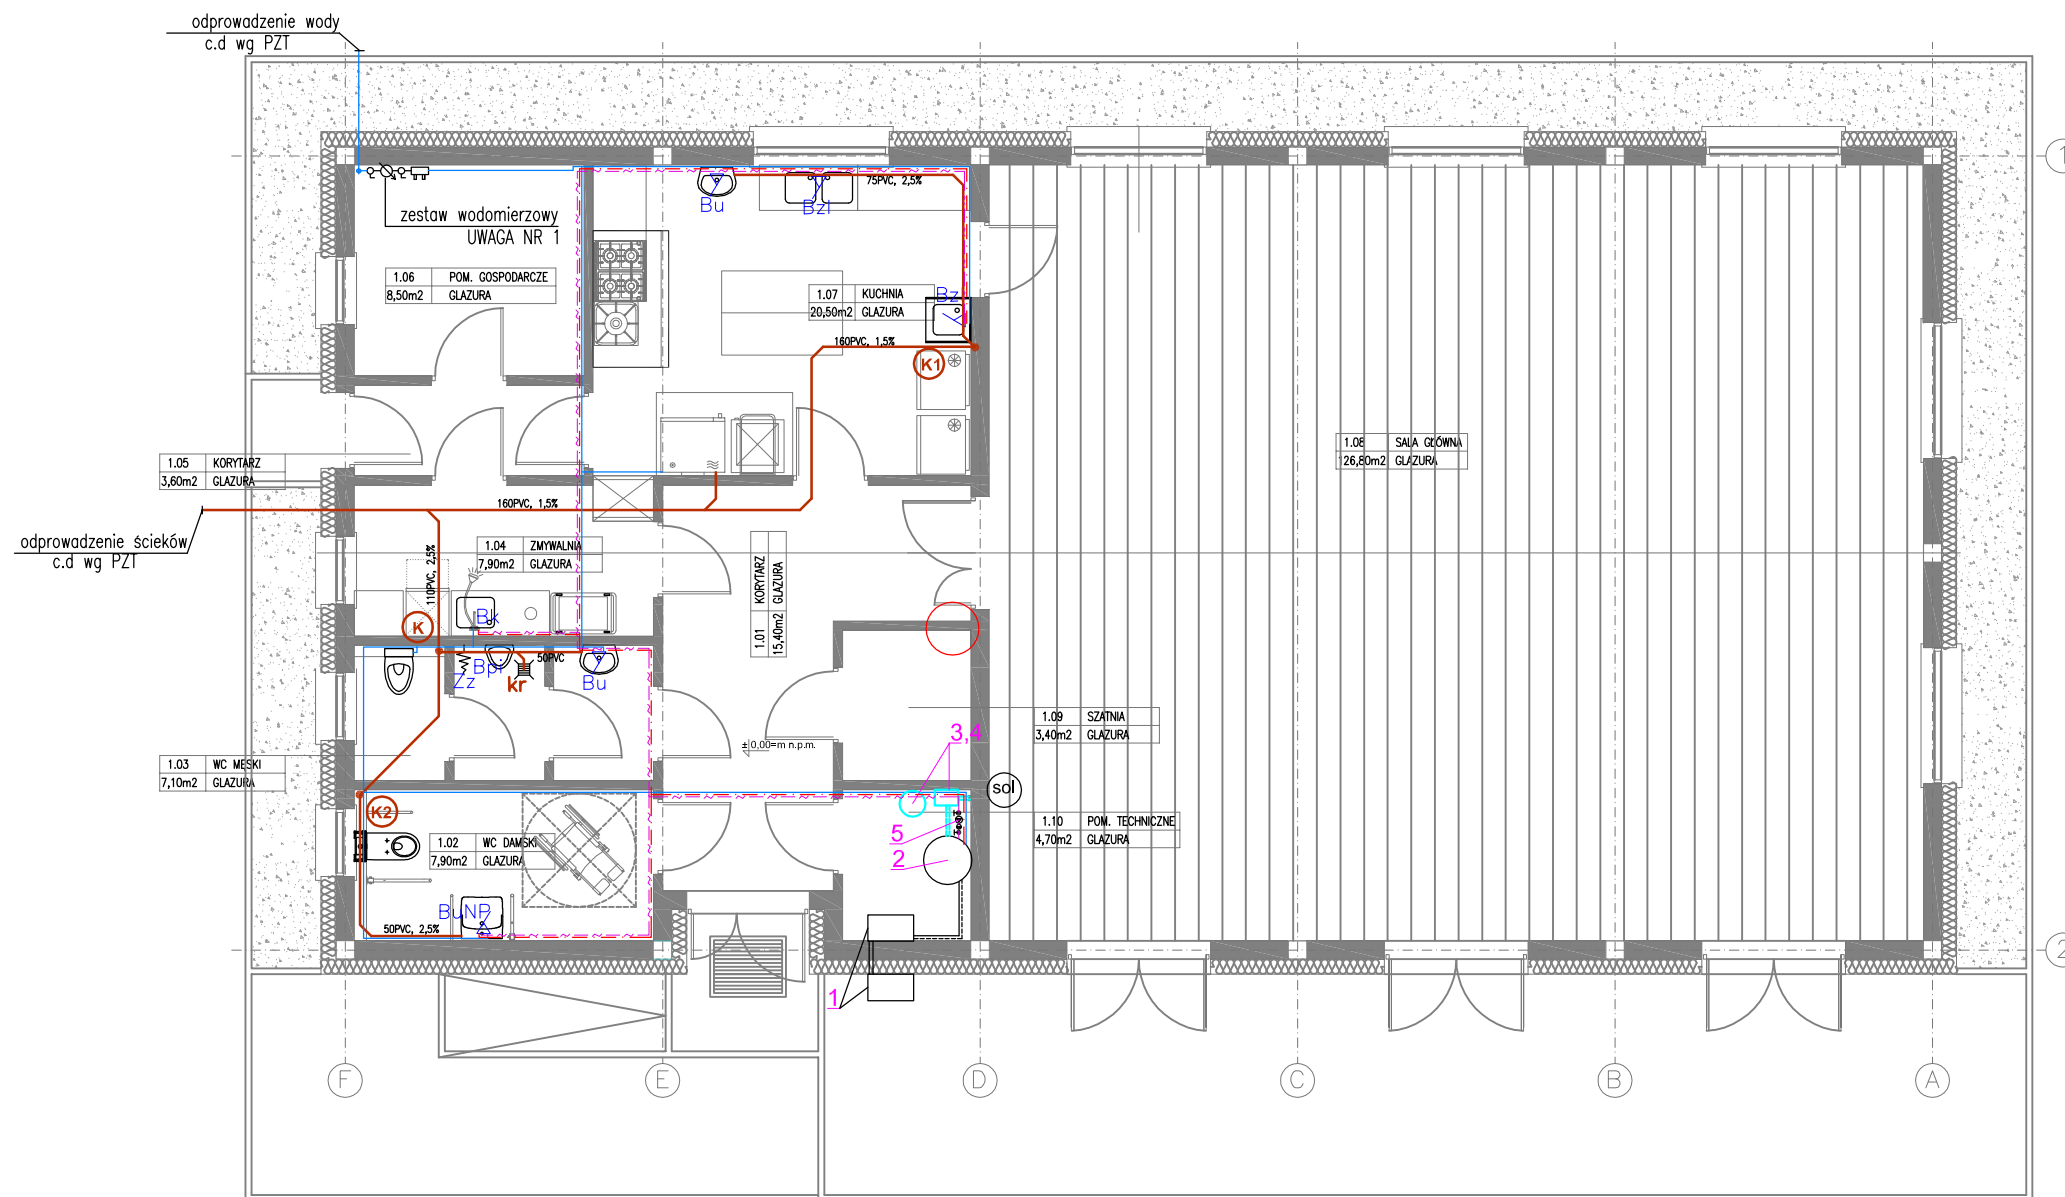 odprowadzenie wody
c.d wg PZT
zestaw wodomierzowy
UWAGA NR 1
1.06 POM. GOSPODARCZE
8,50m2 GLAZURA
Bu
Bzl
75PVC, 2,5%
1.07 KUCHNIA
20,50m2 GLAZURA
Bz
160PVC, 1,5%
K1
1
1.08 SALA GŁÓWNA
126,80m2 GLAZURA
1.05 KORYTARZ
3,60m2 GLAZURA
160PVC, 1,5%
odprowadzenie ścieków
c.d wg PZT
1.04 ZMYWALNIA
7,90m2 GLAZURA
110PVC, 2,5%
Bk
K
1.01 KORYTARZ
15,40m2 GLAZURA
50PVC
Zz
Bpi
kr
Bu
±0,00=m n.p.m.
1.09 SZATNIA
3,40m2 GLAZURA
3,4
1.03 WC MĘSKI
7,10m2 GLAZURA
sol
K2
1.02 WC DAMSKI
7,90m2 GLAZURA
5
2
1.10 POM. TECHNICZNE
4,70m2 GLAZURA
BuNP
50PVC, 2,5%
1
2
F
E
D
C
B
A